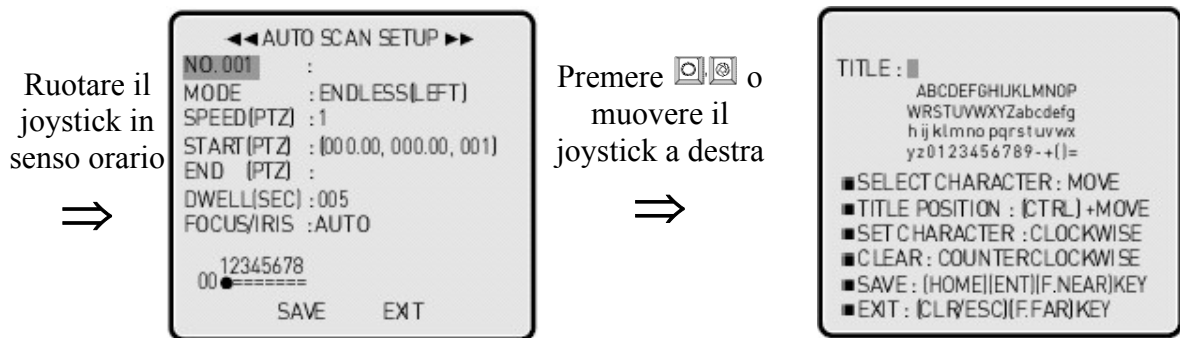 Ruotare il
joystick in
senso orario
⇒
◄◄ AUTO SCAN SETUP ►►
NO. 001 :
MODE : ENDLESS(LEFT)
SPEED(PTZ) : 1
START(PTZ) : (000.00, 000.00, 001)
END (PTZ) :
DWELL(SEC) : 005
FOCUS/IRIS : AUTO
12345678
00 ●=======
SAVE EXIT
Premere , o
muovere il
joystick a destra
⇒
TITLE :
ABCDEFGHIJKLMNOP
WRSTUVWXYZabcdefg
hijklmnopqrstuvwx
yz0123456789-+()=
■SELECT CHARACTER : MOVE
■TITLE POSITION : (CTRL) +MOVE
■SET CHARACTER : CLOCKWISE
■CLEAR : COUNTERCLOCKWISE
■SAVE : (HOME)(ENT)(F.NEAR)KEY
■EXIT : (CLR/ESC)(F.FAR)KEY